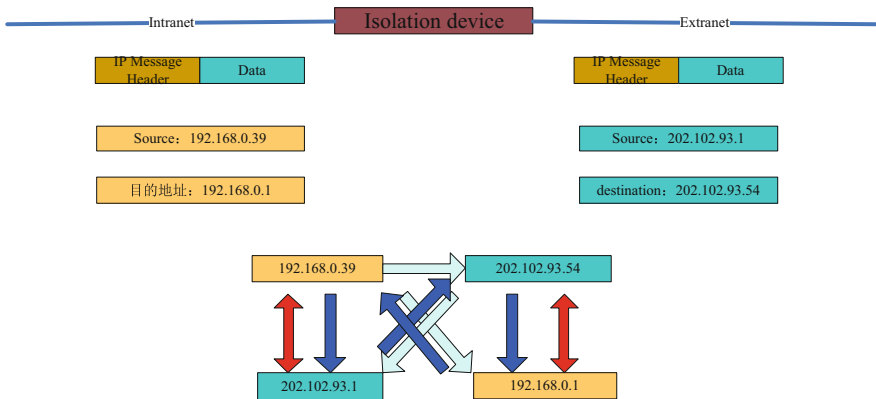 Intranet
Isolation device
Extranet
IP Message
Header
Data
IP Message
Header
Data
Source：192.168.0.39
Source：202.102.93.1
目的地址：192.168.0.1
destination：202.102.93.54
192.168.0.39
202.102.93.54
202.102.93.1
192.168.0.1